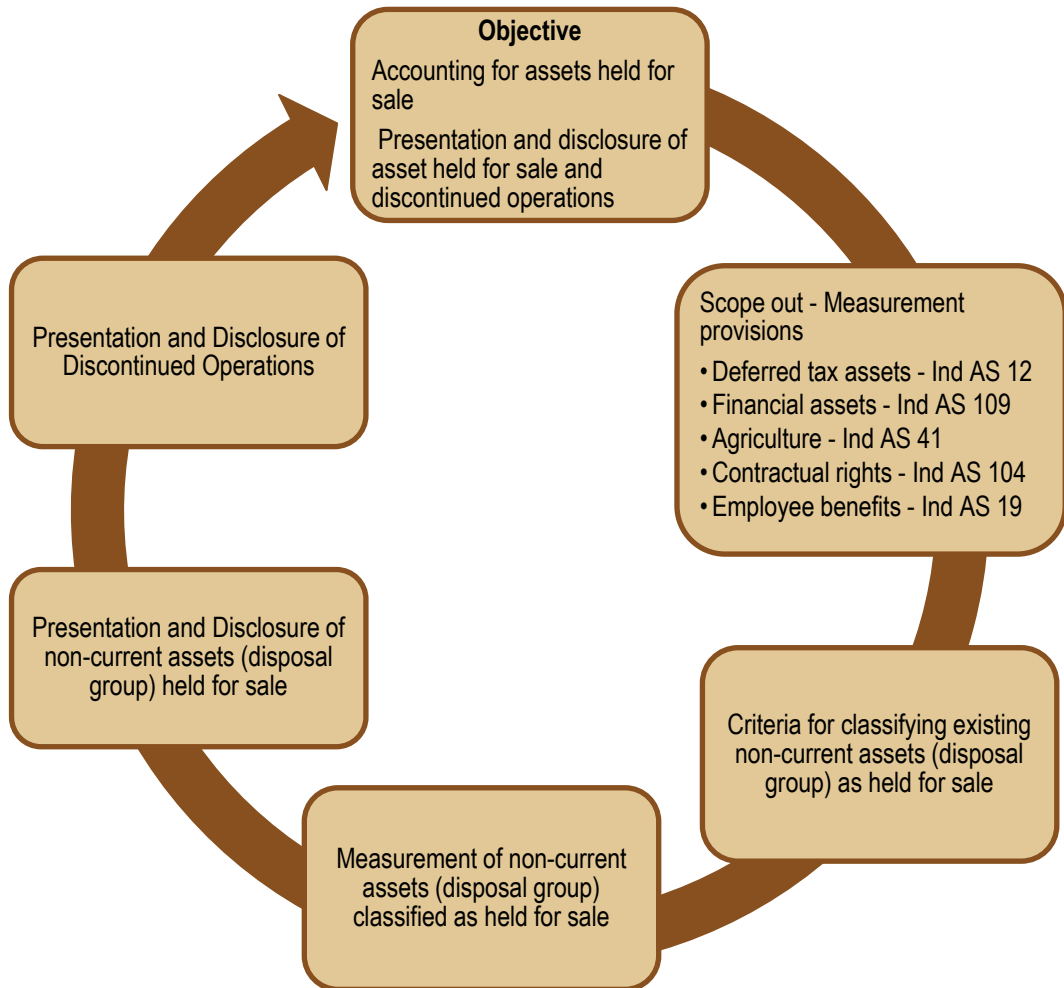 Objective
Accounting for assets held for
sale
Presentation and disclosure of
asset held for sale and
discontinued operations
Scope out - Measurement
provisions
• Deferred tax assets - Ind AS 12
• Financial assets - Ind AS 109
• Agriculture - Ind AS 41
• Contractual rights - Ind AS 104
• Employee benefits - Ind AS 19
Criteria for classifying existing
non-current assets (disposal
group) as held for sale
Measurement of non-current
assets (disposal group)
classified as held for sale
Presentation and Disclosure of
non-current assets (disposal
group) held for sale
Presentation and Disclosure of
Discontinued Operations